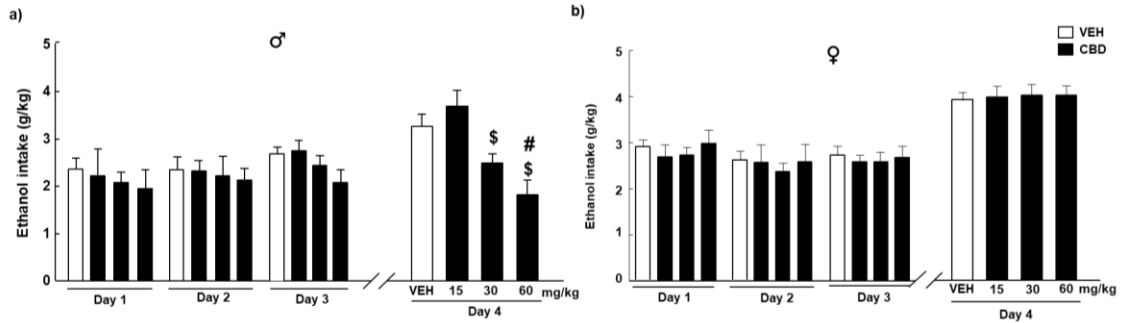 a)
♂
5
4
3
2
1
0
Ethanol intake (g/kg)
$
#
$
Day 1
Day 2
Day 3
VEH 15 30 60 mg/kg
Day 4
b)
♀
VEH
CBD
5
4
3
2
1
0
Ethanol intake (g/kg)
Day 1
Day 2
Day 3
VEH 15 30 60 mg/kg
Day 4